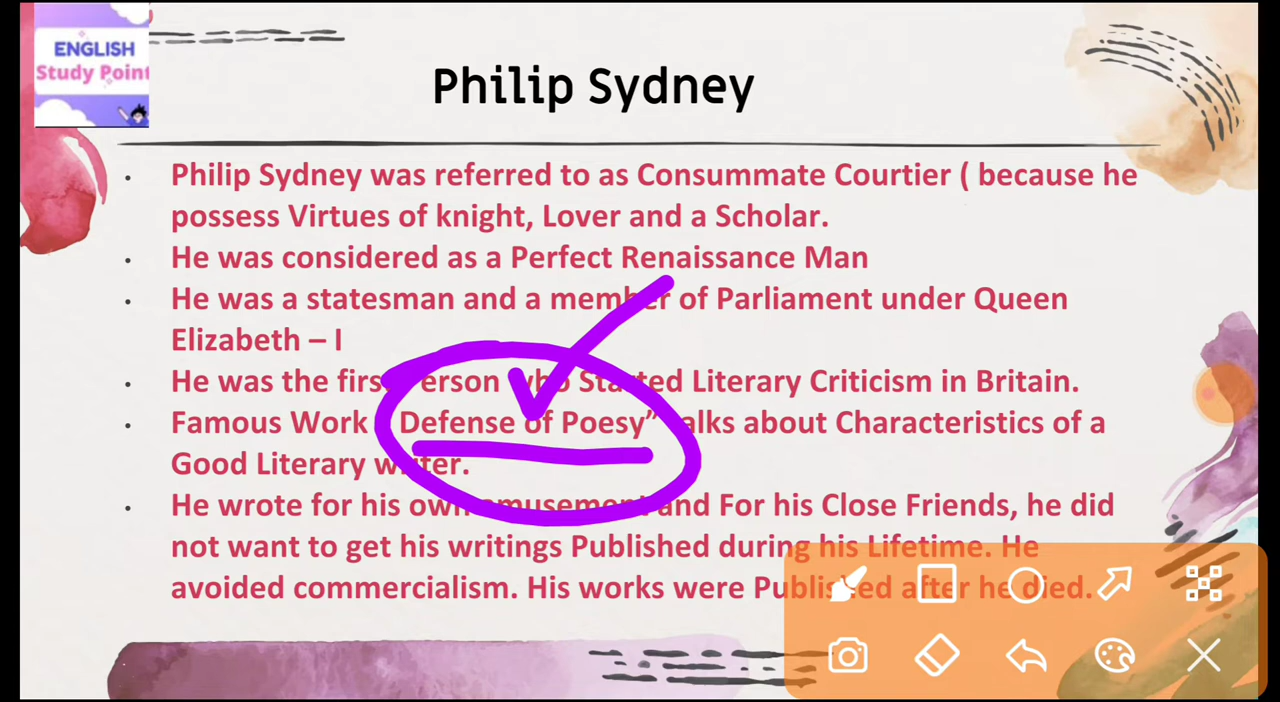 ENGLISH
Study Point
Philip Sydney
Philip Sydney was referred to as Consummate Courtier ( because he
possess Virtues of knight, Lover and a Scholar.
He was considered as a Perfect Renaissance Man
He was a statesman and a member of Parliament under Queen
Elizabeth – I
He was the first Person who Started Literary Criticism in Britain.
Famous Work Defense of Poesy” talks about Characteristics of a
Good Literary writer.
He wrote for his own amusement and For his Close Friends, he did
not want to get his writings Published during his Lifetime. He
avoided commercialism. His works were Published after he died.